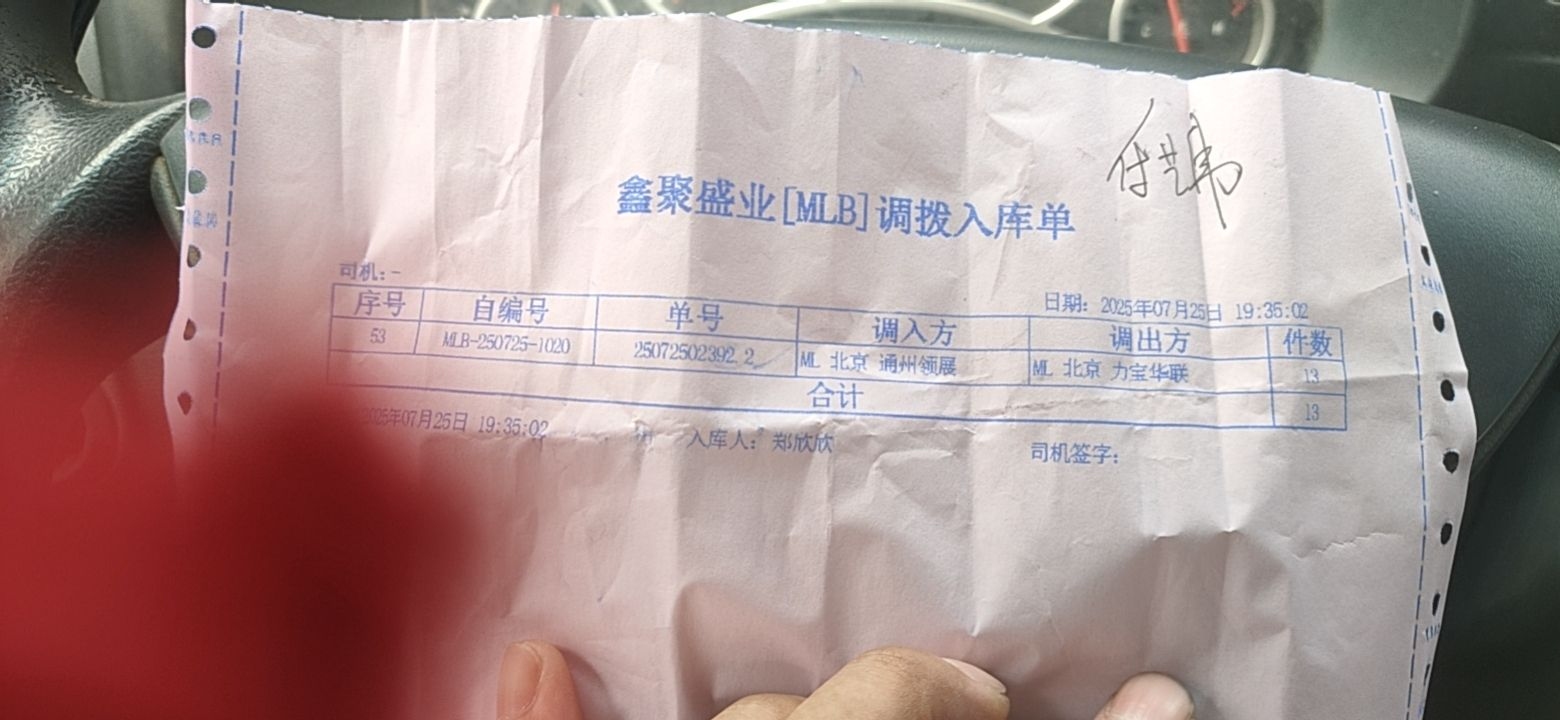 鑫聚盛业[MLB]调拨入库单
司机:-
日期: 2025年07月25日 19:35:02
序号 自编号 单号 调入方 调出方 件数
53 MLB-250725-1020 25072502392.2 ML 北京 通州领展 ML 北京 力宝华联 13
合计 13
2025年07月25日 19:35:02 入库人: 郑欣欣 司机签字: